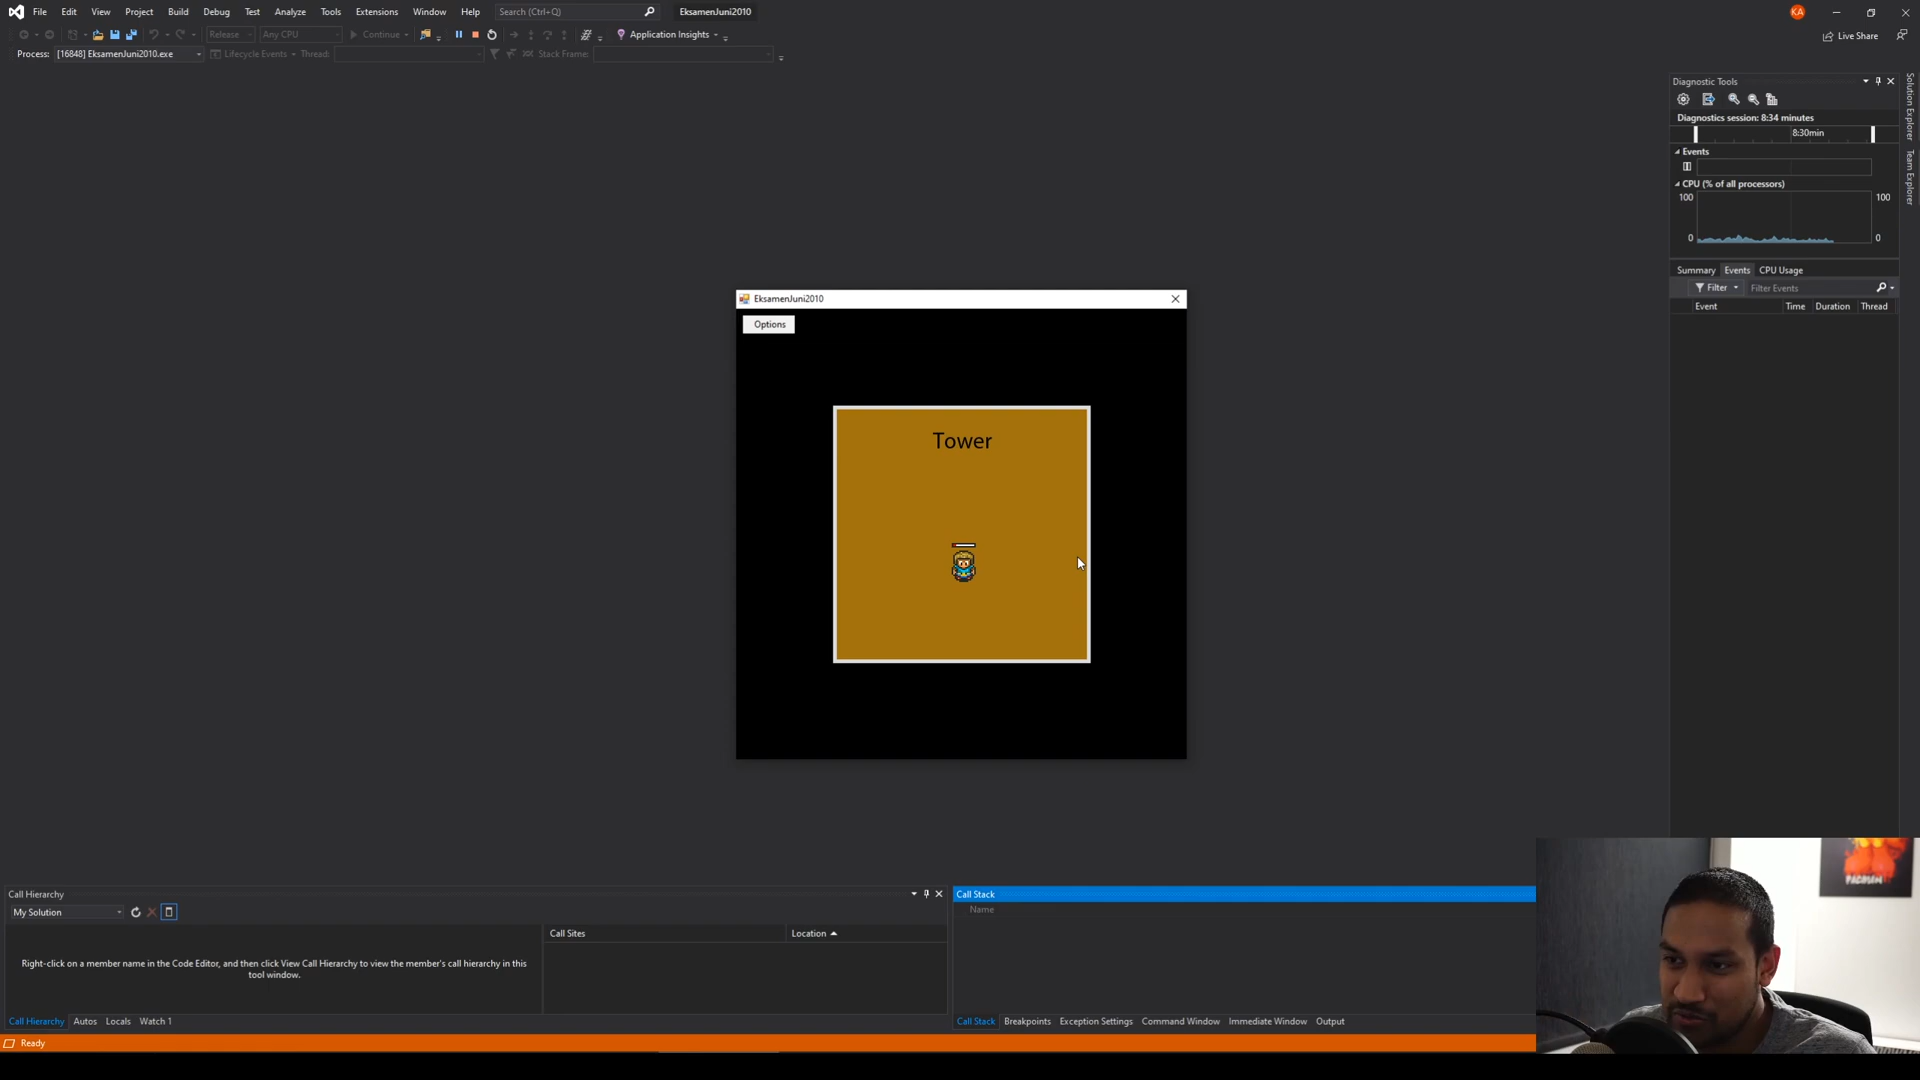 File Edit View Project Build Debug Test Analyze Tools Extensions Window Help Search (Ctrl+Q) EksamenJuni2010 KA
Release Any CPU Continue Application Insights Live Share
Process: [16848] EksamenJuni2010.exe Lifecycle Events Thread: Stack Frame:
Diagnostic Tools
Diagnostics session: 8:34 minutes
8:30min
Events
CPU (% of all processors)
100 100
0 0
Summary Events CPU Usage
Filter Filter Events
Event Time Duration Thread
Solution Explorer
Team Explorer
EksamenJuni2010
Options
Tower
Call Hierarchy
My Solution
Call Sites Location
Right-click on a member name in the Code Editor, and then click View Call Hierarchy to view the member's call hierarchy in this
tool window.
Call Hierarchy Autos Locals Watch 1
Call Stack
Name
Call Stack Breakpoints Exception Settings Command Window Immediate Window Output
Ready